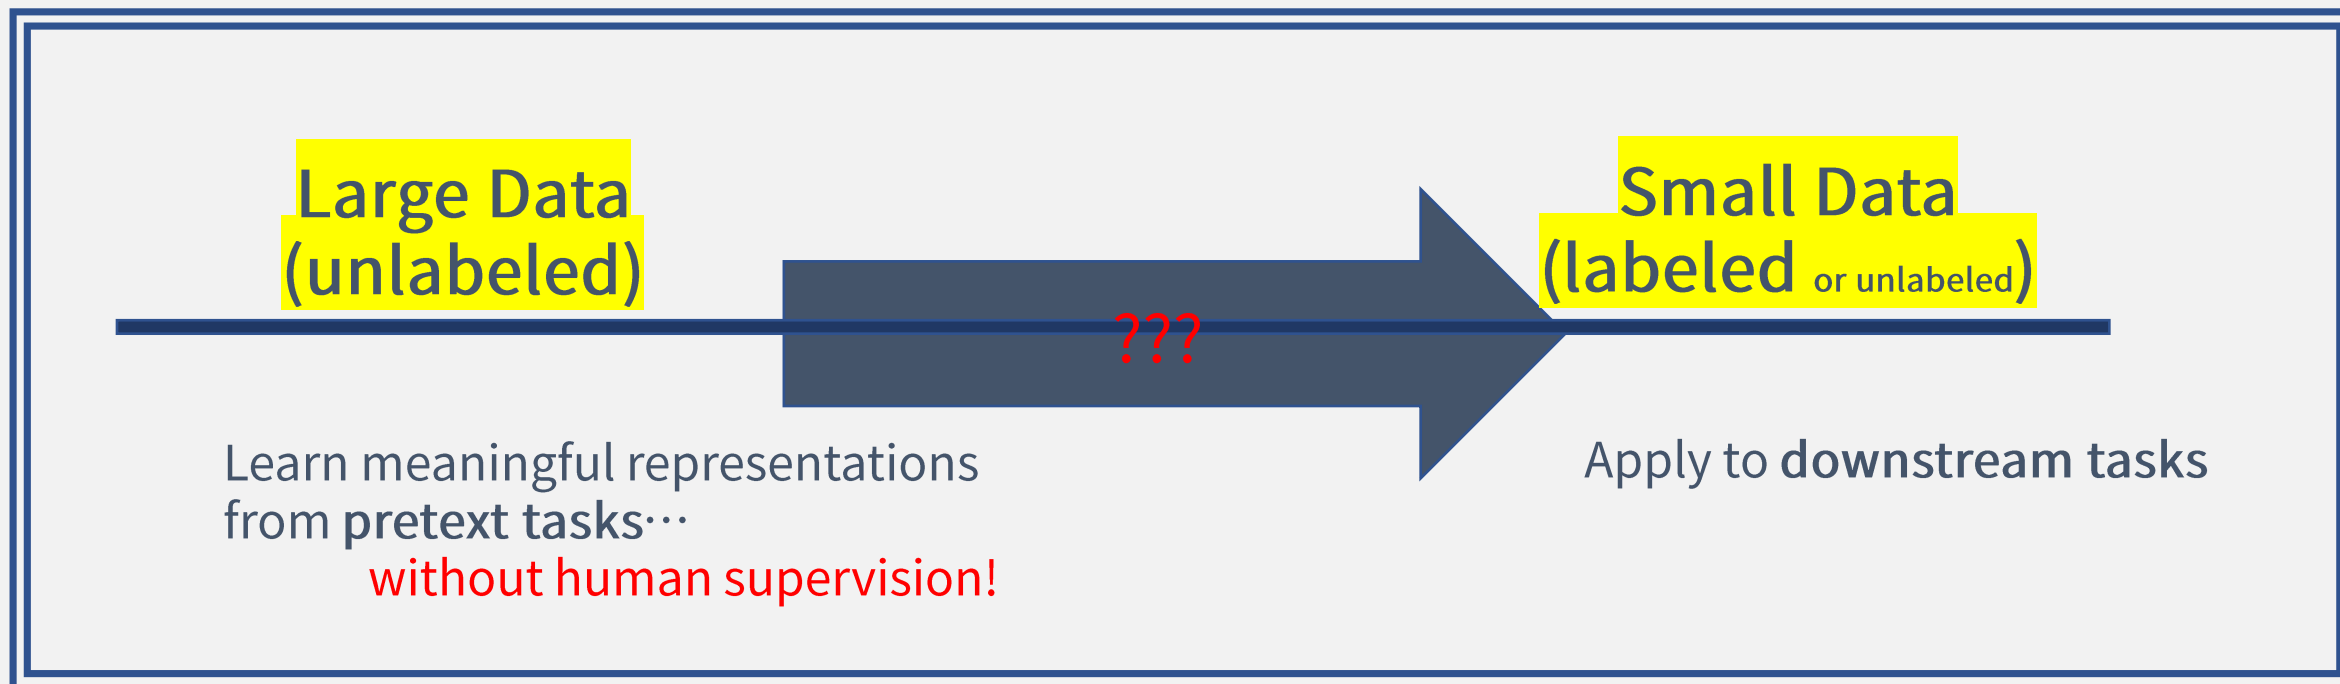 Large Data
(unlabeled)
???
Small Data
(labeled or unlabeled)
Learn meaningful representations
from pretext tasks…
without human supervision!
Apply to downstream tasks